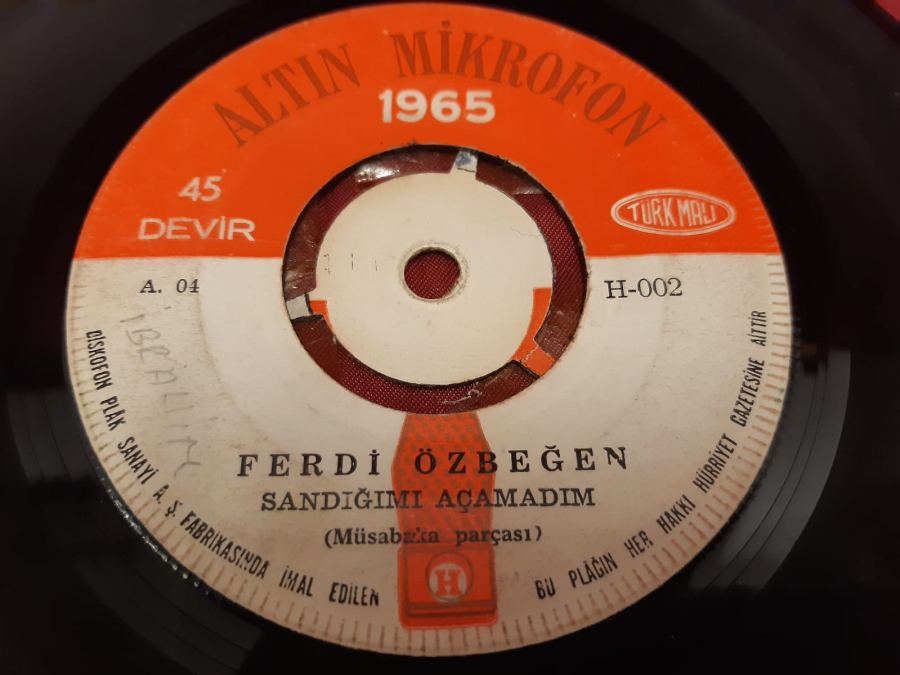 ALTIN MİKROFON
1965
45
DEVİR
TÜRK MALI
A. 04
H-002
FERDİ ÖZBEĞEN
SANDIĞIMI AÇAMADIM
(Müsabaka parçası)
H
DİSKOFON PLÂK SANAYİ A. Ş. FABRİKASINDA İMAL EDİLEN
BU PLÂĞIN HER HAKKI HÜRRİYET GAZETESİNE AİTTİR